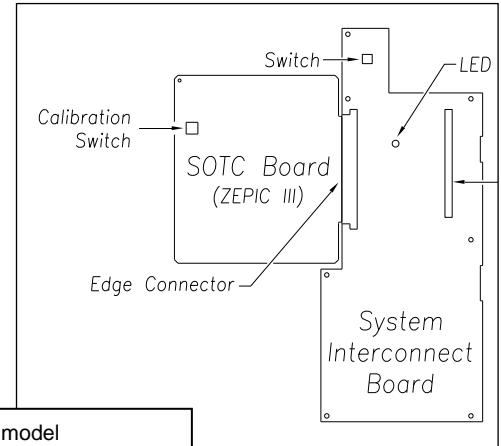 Switch
LED
Calibration
Switch
SOTC Board
(ZEPIC III)
Edge Connector
System
Interconnect
Board
model